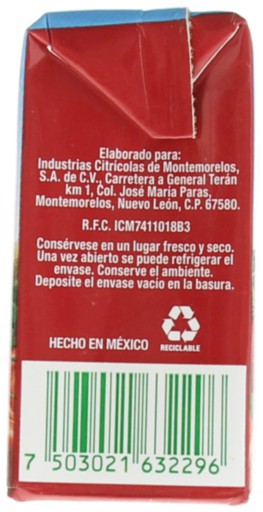 Elaborado para:
Industrias Citrícolas de Montemorelos,
S.A. de C.V., Carretera a General Terán
km 1, Col. José María Paras,
Montemorelos, Nuevo León, C.P. 67580.
R.F.C. ICM7411018B3
Consérvese en un lugar fresco y seco.
Una vez abierto se puede refrigerar el
envase. Conserve el ambiente.
Deposite el envase vacío en la basura.
HECHO EN MÉXICO
RECICLABLE
7 503021 632296